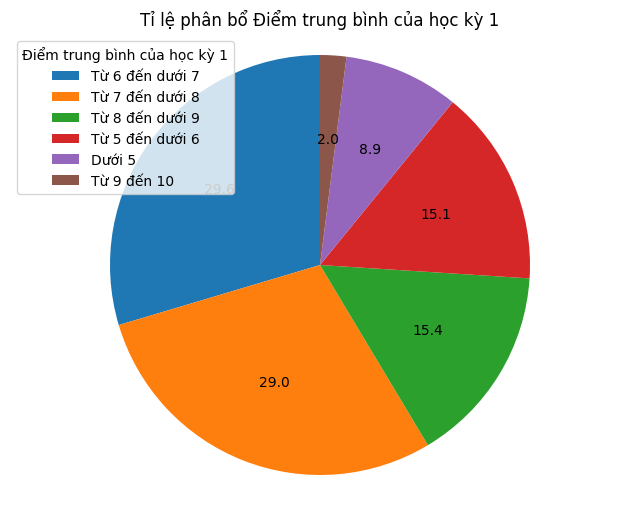 Tỉ lệ phân bổ Điểm trung bình của học kỳ 1
Điểm trung bình của học kỳ 1
Từ 6 đến dưới 7
Từ 7 đến dưới 8
Từ 8 đến dưới 9
Từ 5 đến dưới 6
Dưới 5
Từ 9 đến 10
2.0
8.9
29.6
15.1
15.4
29.0